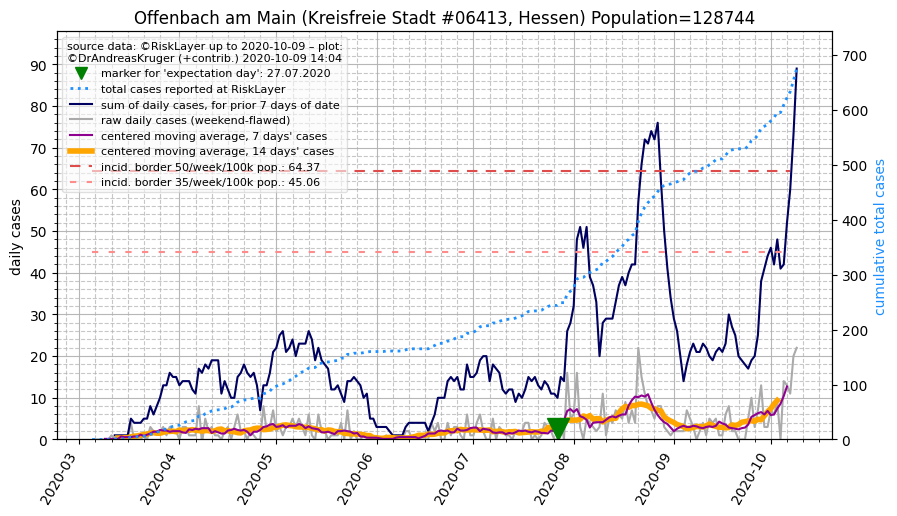 Offenbach am Main (Kreisfreie Stadt #06413, Hessen) Population=128744
source data: ©RiskLayer up to 2020-10-09 – plot:
©DrAndreasKruger (+contrib.) 2020-10-09 14:04
marker for 'expectation day': 27.07.2020
total cases reported at RiskLayer
sum of daily cases, for prior 7 days of date
raw daily cases (weekend-flawed)
centered moving average, 7 days' cases
centered moving average, 14 days' cases
incid. border 50/week/100k pop.: 64.37
incid. border 35/week/100k pop.: 45.06
daily cases
90
80
70
60
50
40
30
20
10
0
cumulative total cases
700
600
500
400
300
200
100
0
2020-03
2020-04
2020-05
2020-06
2020-07
2020-08
2020-09
2020-10